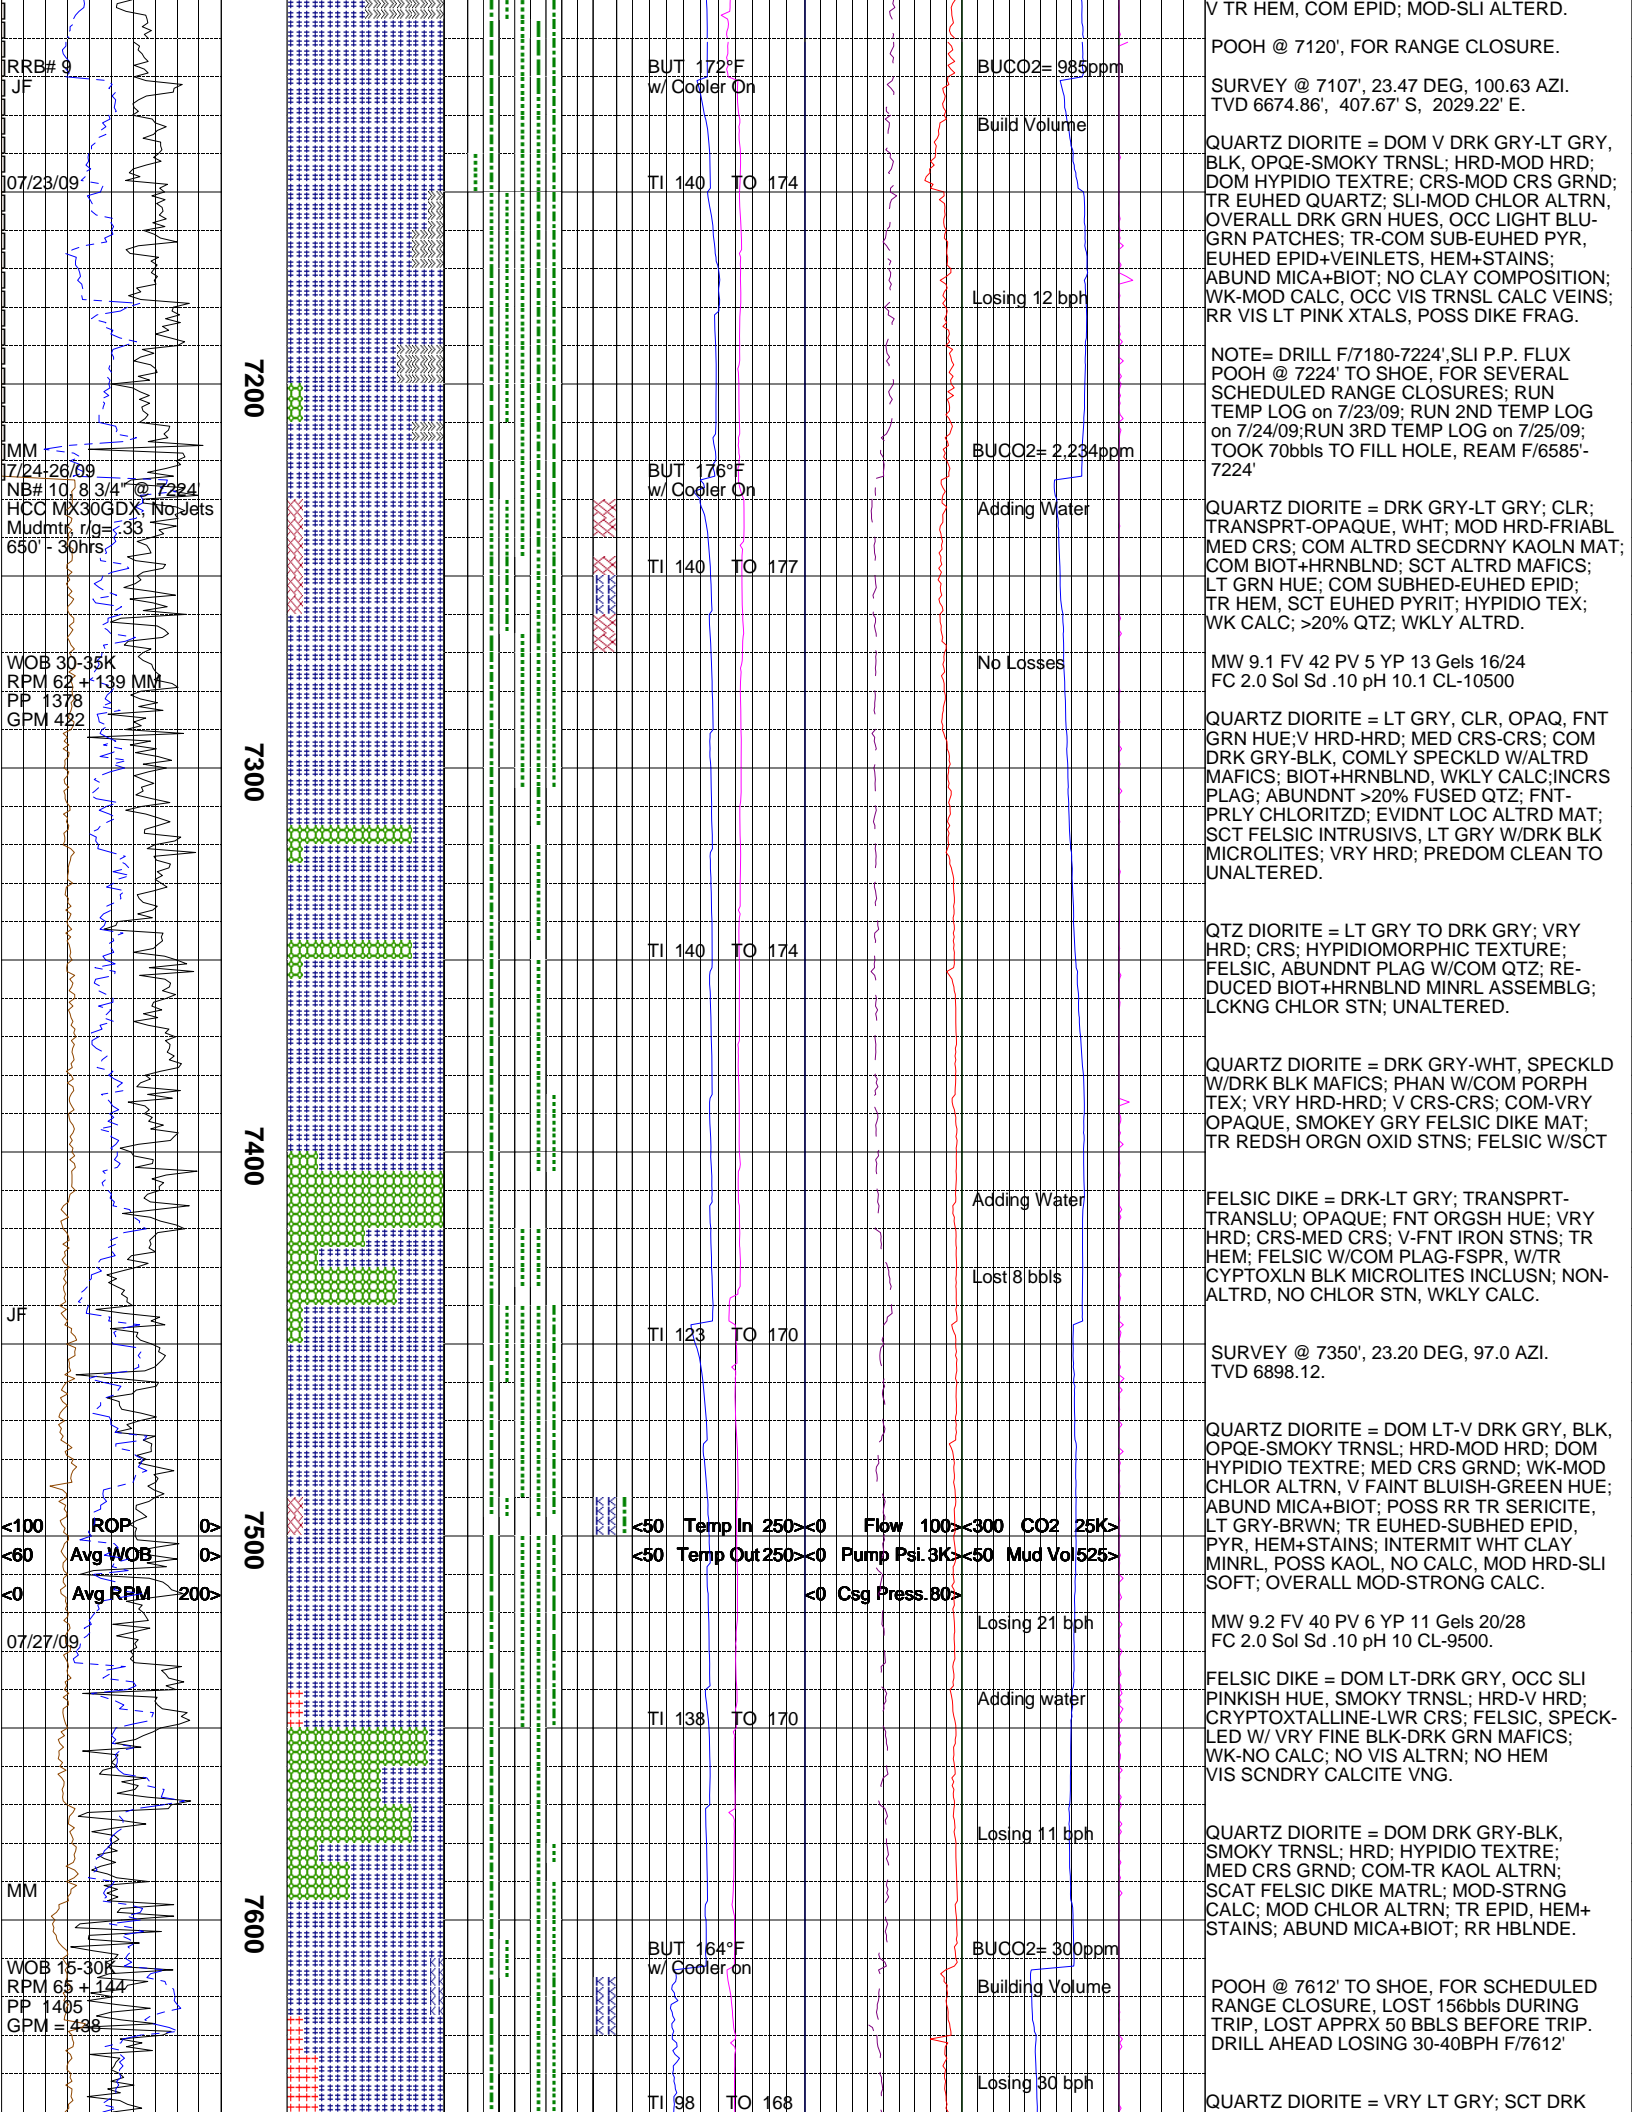 RRB# 9
JF
07/23/09
MM
7/24-26/09
NB# 10, 8 3/4" @ 7224'
HCC MX30GDX, No Jets
Mudmtr, r/g= .33
650' - 30hrs
WOB 30-35K
RPM 62 + 139 MM
PP 1378
GPM 422
JF
<100 ROP 0>
<60 Avg WOB 0>
<0 Avg RPM 200>
07/27/09
MM
WOB 15-30K
RPM 65 + 144
PP 1405
GPM = 438
7200
7300
7400
7500
7600
BUT 172°F
w/ Cooler On
TI 140 TO 174
BUT 176°F
w/ Cooler On
TI 140 TO 177
TI 140 TO 174
TI 123 TO 170
<50 Temp In 250>
<50 Temp Out 250>
TI 138 TO 170
BUT 164°F
w/ Cooler on
TI 98 TO 168
<0 Flow 100>
<0 Pump Psi. 3K>
<0 Csg Press. 80>
BUCO2= 985ppm
Build Volume
Losing 12 bph
BUCO2= 2,234ppm
Adding Water
No Losses
Adding Water
Lost 8 bbls
<300 CO2 25K>
<50 Mud Vol 525>
Losing 21 bph
Adding water
Losing 11 bph
BUCO2= 300ppm
Building Volume
Losing 30 bph
V TR HEM, COM EPID; MOD-SLI ALTERD.
POOH @ 7120', FOR RANGE CLOSURE.
SURVEY @ 7107', 23.47 DEG, 100.63 AZI.
TVD 6674.86', 407.67' S, 2029.22' E.
QUARTZ DIORITE = DOM V DRK GRY-LT GRY,
BLK, OPQE-SMOKY TRNSL; HRD-MOD HRD;
DOM HYPIDIO TEXTRE; CRS-MOD CRS GRND;
TR EUHED QUARTZ; SLI-MOD CHLOR ALTRN,
OVERALL DRK GRN HUES, OCC LIGHT BLU-
GRN PATCHES; TR-COM SUB-EUHED PYR,
EUHED EPID+VEINLETS, HEM+STAINS;
ABUND MICA+BIOT; NO CLAY COMPOSITION;
WK-MOD CALC, OCC VIS TRNSL CALC VEINS;
RR VIS LT PINK XTALS, POSS DIKE FRAG.
NOTE= DRILL F/7180-7224',SLI P.P. FLUX
POOH @ 7224' TO SHOE, FOR SEVERAL
SCHEDULED RANGE CLOSURES; RUN
TEMP LOG on 7/23/09; RUN 2ND TEMP LOG
on 7/24/09;RUN 3RD TEMP LOG on 7/25/09;
TOOK 70bbls TO FILL HOLE, REAM F/6585'-
7224'
QUARTZ DIORITE = DRK GRY-LT GRY; CLR;
TRANSPRT-OPAQUE, WHT; MOD HRD-FRIABL
MED CRS; COM ALTRD SECDRNY KAOLN MAT;
COM BIOT+HRNBLND; SCT ALTRD MAFICS;
LT GRN HUE; COM SUBHED-EUHED EPID;
TR HEM, SCT EUHED PYRIT; HYPIDIO TEX;
WK CALC; >20% QTZ; WKLY ALTRD.
MW 9.1 FV 42 PV 5 YP 13 Gels 16/24
FC 2.0 Sol Sd .10 pH 10.1 CL-10500
QUARTZ DIORITE = LT GRY, CLR, OPAQ, FNT
GRN HUE;V HRD-HRD; MED CRS-CRS; COM
DRK GRY-BLK, COMLY SPECKLD W/ALTRD
MAFICS; BIOT+HRNBLND, WKLY CALC;INCRS
PLAG; ABUNDNT >20% FUSED QTZ; FNT-
PRLY CHLORITZD; EVIDNT LOC ALTRD MAT;
SCT FELSIC INTRUSIVS, LT GRY W/DRK BLK
MICROLITES; VRY HRD; PREDOM CLEAN TO
UNALTERED.
QTZ DIORITE = LT GRY TO DRK GRY; VRY
HRD; CRS; HYPIDIOMORPHIC TEXTURE;
FELSIC, ABUNDNT PLAG W/COM QTZ; RE-
DUCED BIOT+HRNBLND MINRL ASSEMBLG;
LCKNG CHLOR STN; UNALTERED.
QUARTZ DIORITE = DRK GRY-WHT, SPECKLD
W/DRK BLK MAFICS; PHAN W/COM PORPH
TEX; VRY HRD-HRD; V CRS-CRS; COM-VRY
OPAQUE, SMOKEY GRY FELSIC DIKE MAT;
TR REDSH ORGN OXID STNS; FELSIC W/SCT
FELSIC DIKE = DRK-LT GRY; TRANSPRT-
TRANSLU; OPAQUE; FNT ORGSH HUE; VRY
HRD; CRS-MED CRS; V-FNT IRON STNS; TR
HEM; FELSIC W/COM PLAG-FSPR, W/TR
CYPTOXLN BLK MICROLITES INCLUSN; NON-
ALTRD, NO CHLOR STN, WKLY CALC.
SURVEY @ 7350', 23.20 DEG, 97.0 AZI.
TVD 6898.12.
QUARTZ DIORITE = DOM LT-V DRK GRY, BLK,
OPQE-SMOKY TRNSL; HRD-MOD HRD; DOM
HYPIDIO TEXTRE; MED CRS GRND; WK-MOD
CHLOR ALTRN, V FAINT BLUISH-GREEN HUE;
ABUND MICA+BIOT; POSS RR TR SERICITE,
LT GRY-BRWN; TR EUHED-SUBHED EPID,
PYR, HEM+STAINS; INTERMIT WHT CLAY
MINRL, POSS KAOL, NO CALC, MOD HRD-SLI
SOFT; OVERALL MOD-STRONG CALC.
MW 9.2 FV 40 PV 6 YP 11 Gels 20/28
FC 2.0 Sol Sd .10 pH 10 CL-9500.
FELSIC DIKE = DOM LT-DRK GRY, OCC SLI
PINKISH HUE, SMOKY TRNSL; HRD-V HRD;
CRYPTOXTALLINE-LWR CRS; FELSIC, SPECK-
LED W/ VRY FINE BLK-DRK GRN MAFICS;
WK-NO CALC; NO VIS ALTRN; NO HEM
VIS SCNDRY CALCITE VNG.
QUARTZ DIORITE = DOM DRK GRY-BLK,
SMOKY TRNSL; HRD; HYPIDIO TEXTRE;
MED CRS GRND; COM-TR KAOL ALTRN;
SCAT FELSIC DIKE MATRL; MOD-STRNG
CALC; MOD CHLOR ALTRN; TR EPID, HEM+
STAINS; ABUND MICA+BIOT; RR HBLNDE.
POOH @ 7612' TO SHOE, FOR SCHEDULED
RANGE CLOSURE, LOST 156bbls DURING
TRIP, LOST APPRX 50 BBLS BEFORE TRIP.
DRILL AHEAD LOSING 30-40BPH F/7612'
QUARTZ DIORITE = VRY LT GRY; SCT DRK